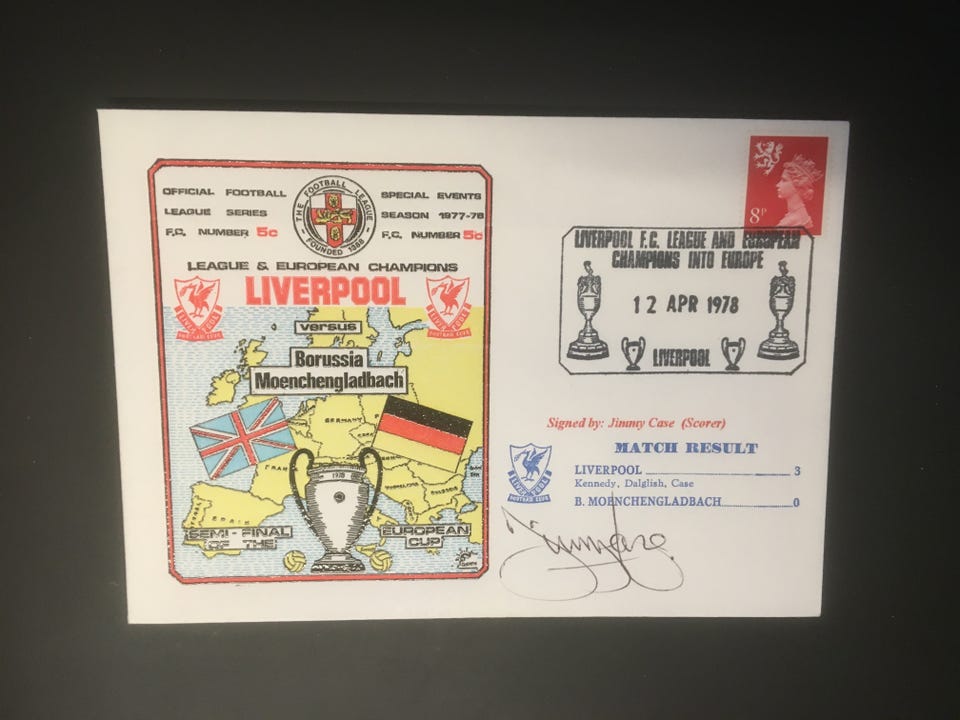 OFFICIAL FOOTBALL
LEAGUE SERIES
F.C. NUMBER 5c
THE FOOTBALL LEAGUE
FOUNDED 1888
SPECIAL EVENTS
SEASON 1977-78
F.C. NUMBER 5c
LEAGUE & EUROPEAN CHAMPIONS
LIVERPOOL
versus
Borussia
Moenchengladbach
GERMANY
1978
SEMI-FINAL
OF THE
EUROPEAN
CUP
8P
LIVERPOOL F.C. LEAGUE AND EUROPEAN
CHAMPIONS INTO EUROPE
12 APR 1978
LIVERPOOL
Signed by: Jimmy Case (Scorer)
MATCH RESULT
LIVERPOOL 3
Kennedy, Dalglish, Case
B. MOENCHENGLADBACH 0